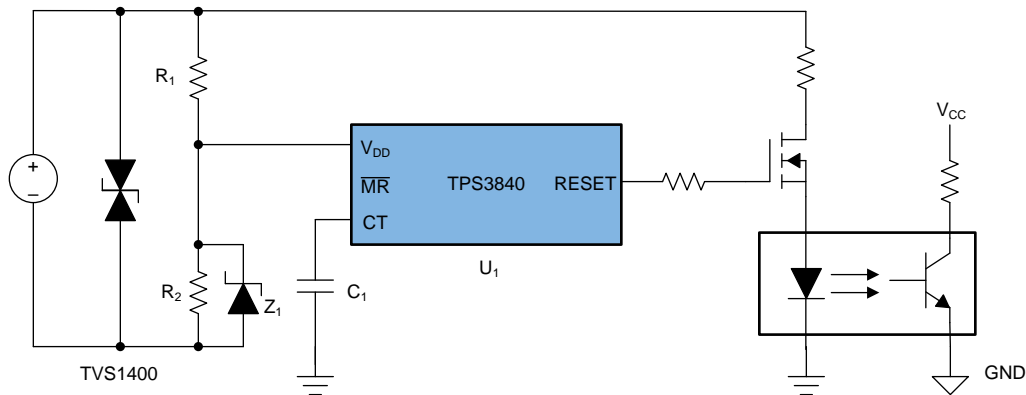 R1
VCC
VDD
MR
TPS3840
RESET
CT
U1
R2
Z1
C1
TVS1400
GND
+
–